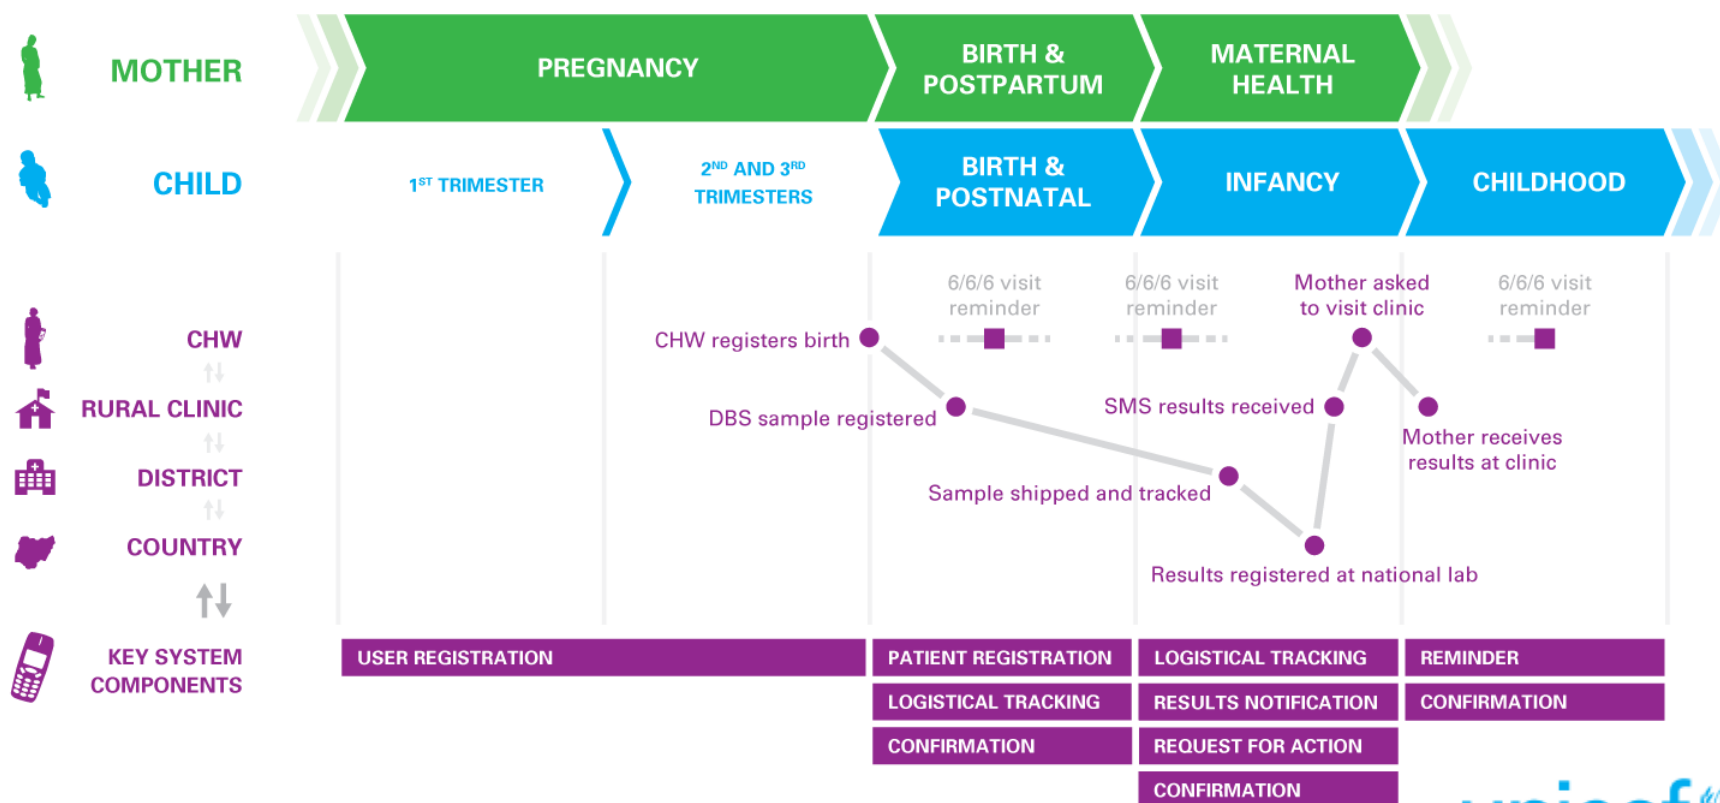 MOTHER
PREGNANCY
BIRTH &
POSTPARTUM
MATERNAL
HEALTH
CHILD
1ST TRIMESTER
2ND AND 3RD
TRIMESTERS
BIRTH &
POSTNATAL
INFANCY
CHILDHOOD
6/6/6 visit
reminder
6/6/6 visit
reminder
Mother asked
to visit clinic
6/6/6 visit
reminder
CHW
CHW registers birth
RURAL CLINIC
DBS sample registered
SMS results received
Mother receives
results at clinic
DISTRICT
Sample shipped and tracked
COUNTRY
Results registered at national lab
KEY SYSTEM
COMPONENTS
USER REGISTRATION
PATIENT REGISTRATION
LOGISTICAL TRACKING
REMINDER
LOGISTICAL TRACKING
RESULTS NOTIFICATION
CONFIRMATION
CONFIRMATION
REQUEST FOR ACTION
CONFIRMATION
unicef